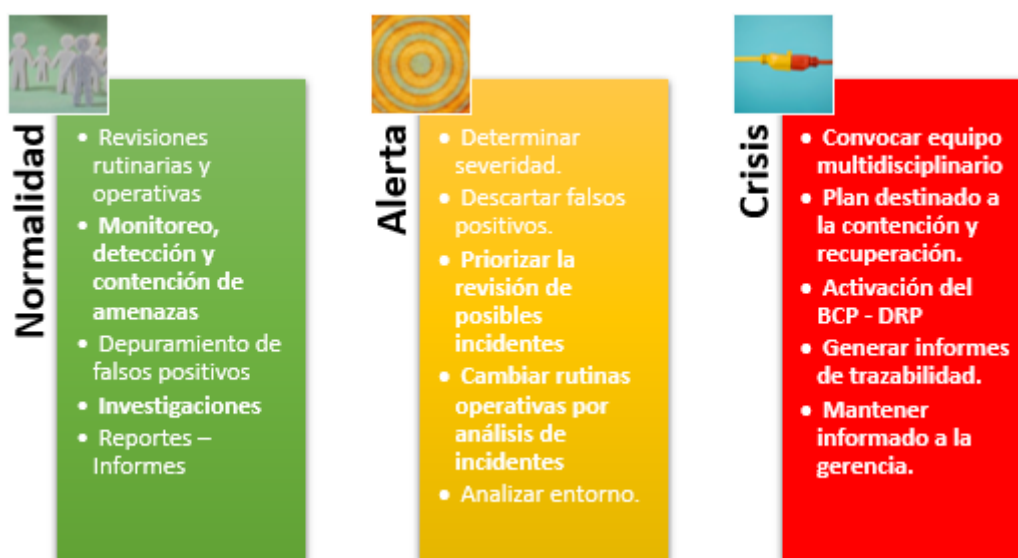 Normalidad
• Revisiones
rutinarias y
operativas
• Monitoreo,
detección y
contención de
amenazas
• Depuramiento de
falsos positivos
• Investigaciones
• Reportes –
Informes
Alerta
• Determinar
severidad.
• Descartar falsos
positivos.
• Priorizar la
revisión de
posibles
incidentes
• Cambiar rutinas
operativas por
análisis de
incidentes
• Analizar entorno.
Crisis
• Convocar equipo
multidisciplinario
• Plan destinado a
la contención y
recuperación.
• Activación del
BCP - DRP
• Generar informes
de trazabilidad.
• Mantener
informado a la
gerencia.